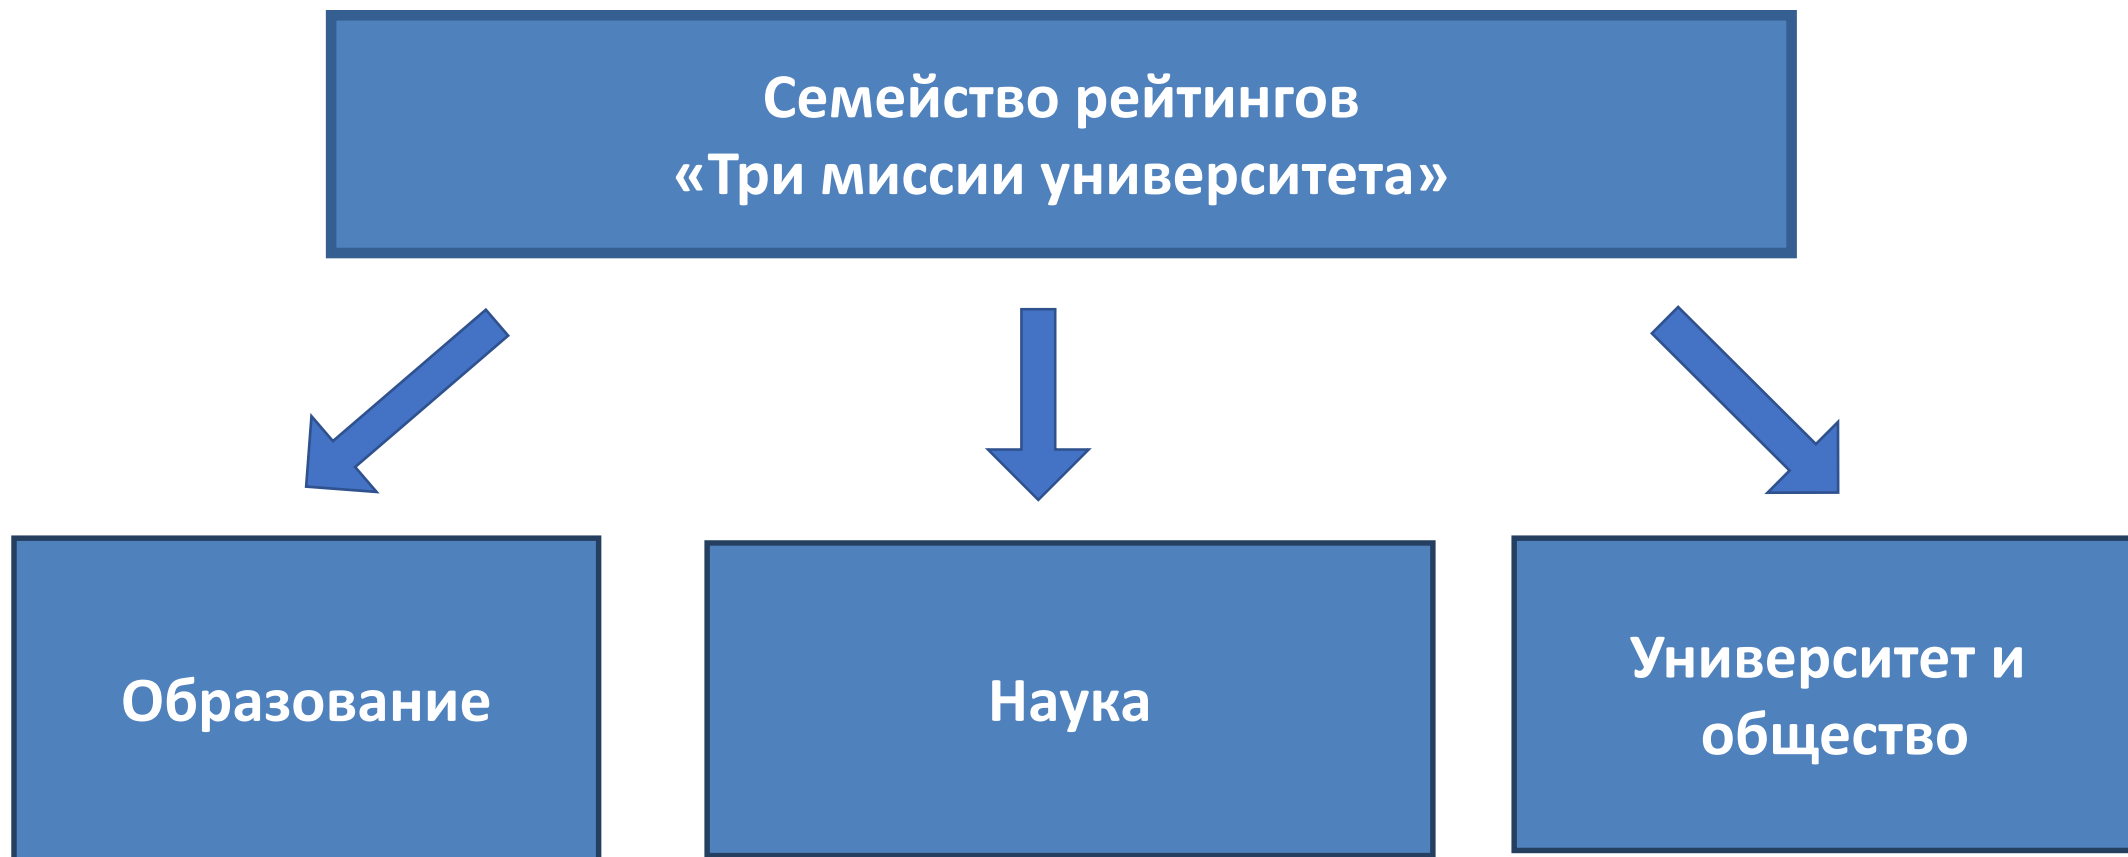 Семейство рейтингов
«Три миссии университета»
Образование
Наука
Университет и
общество